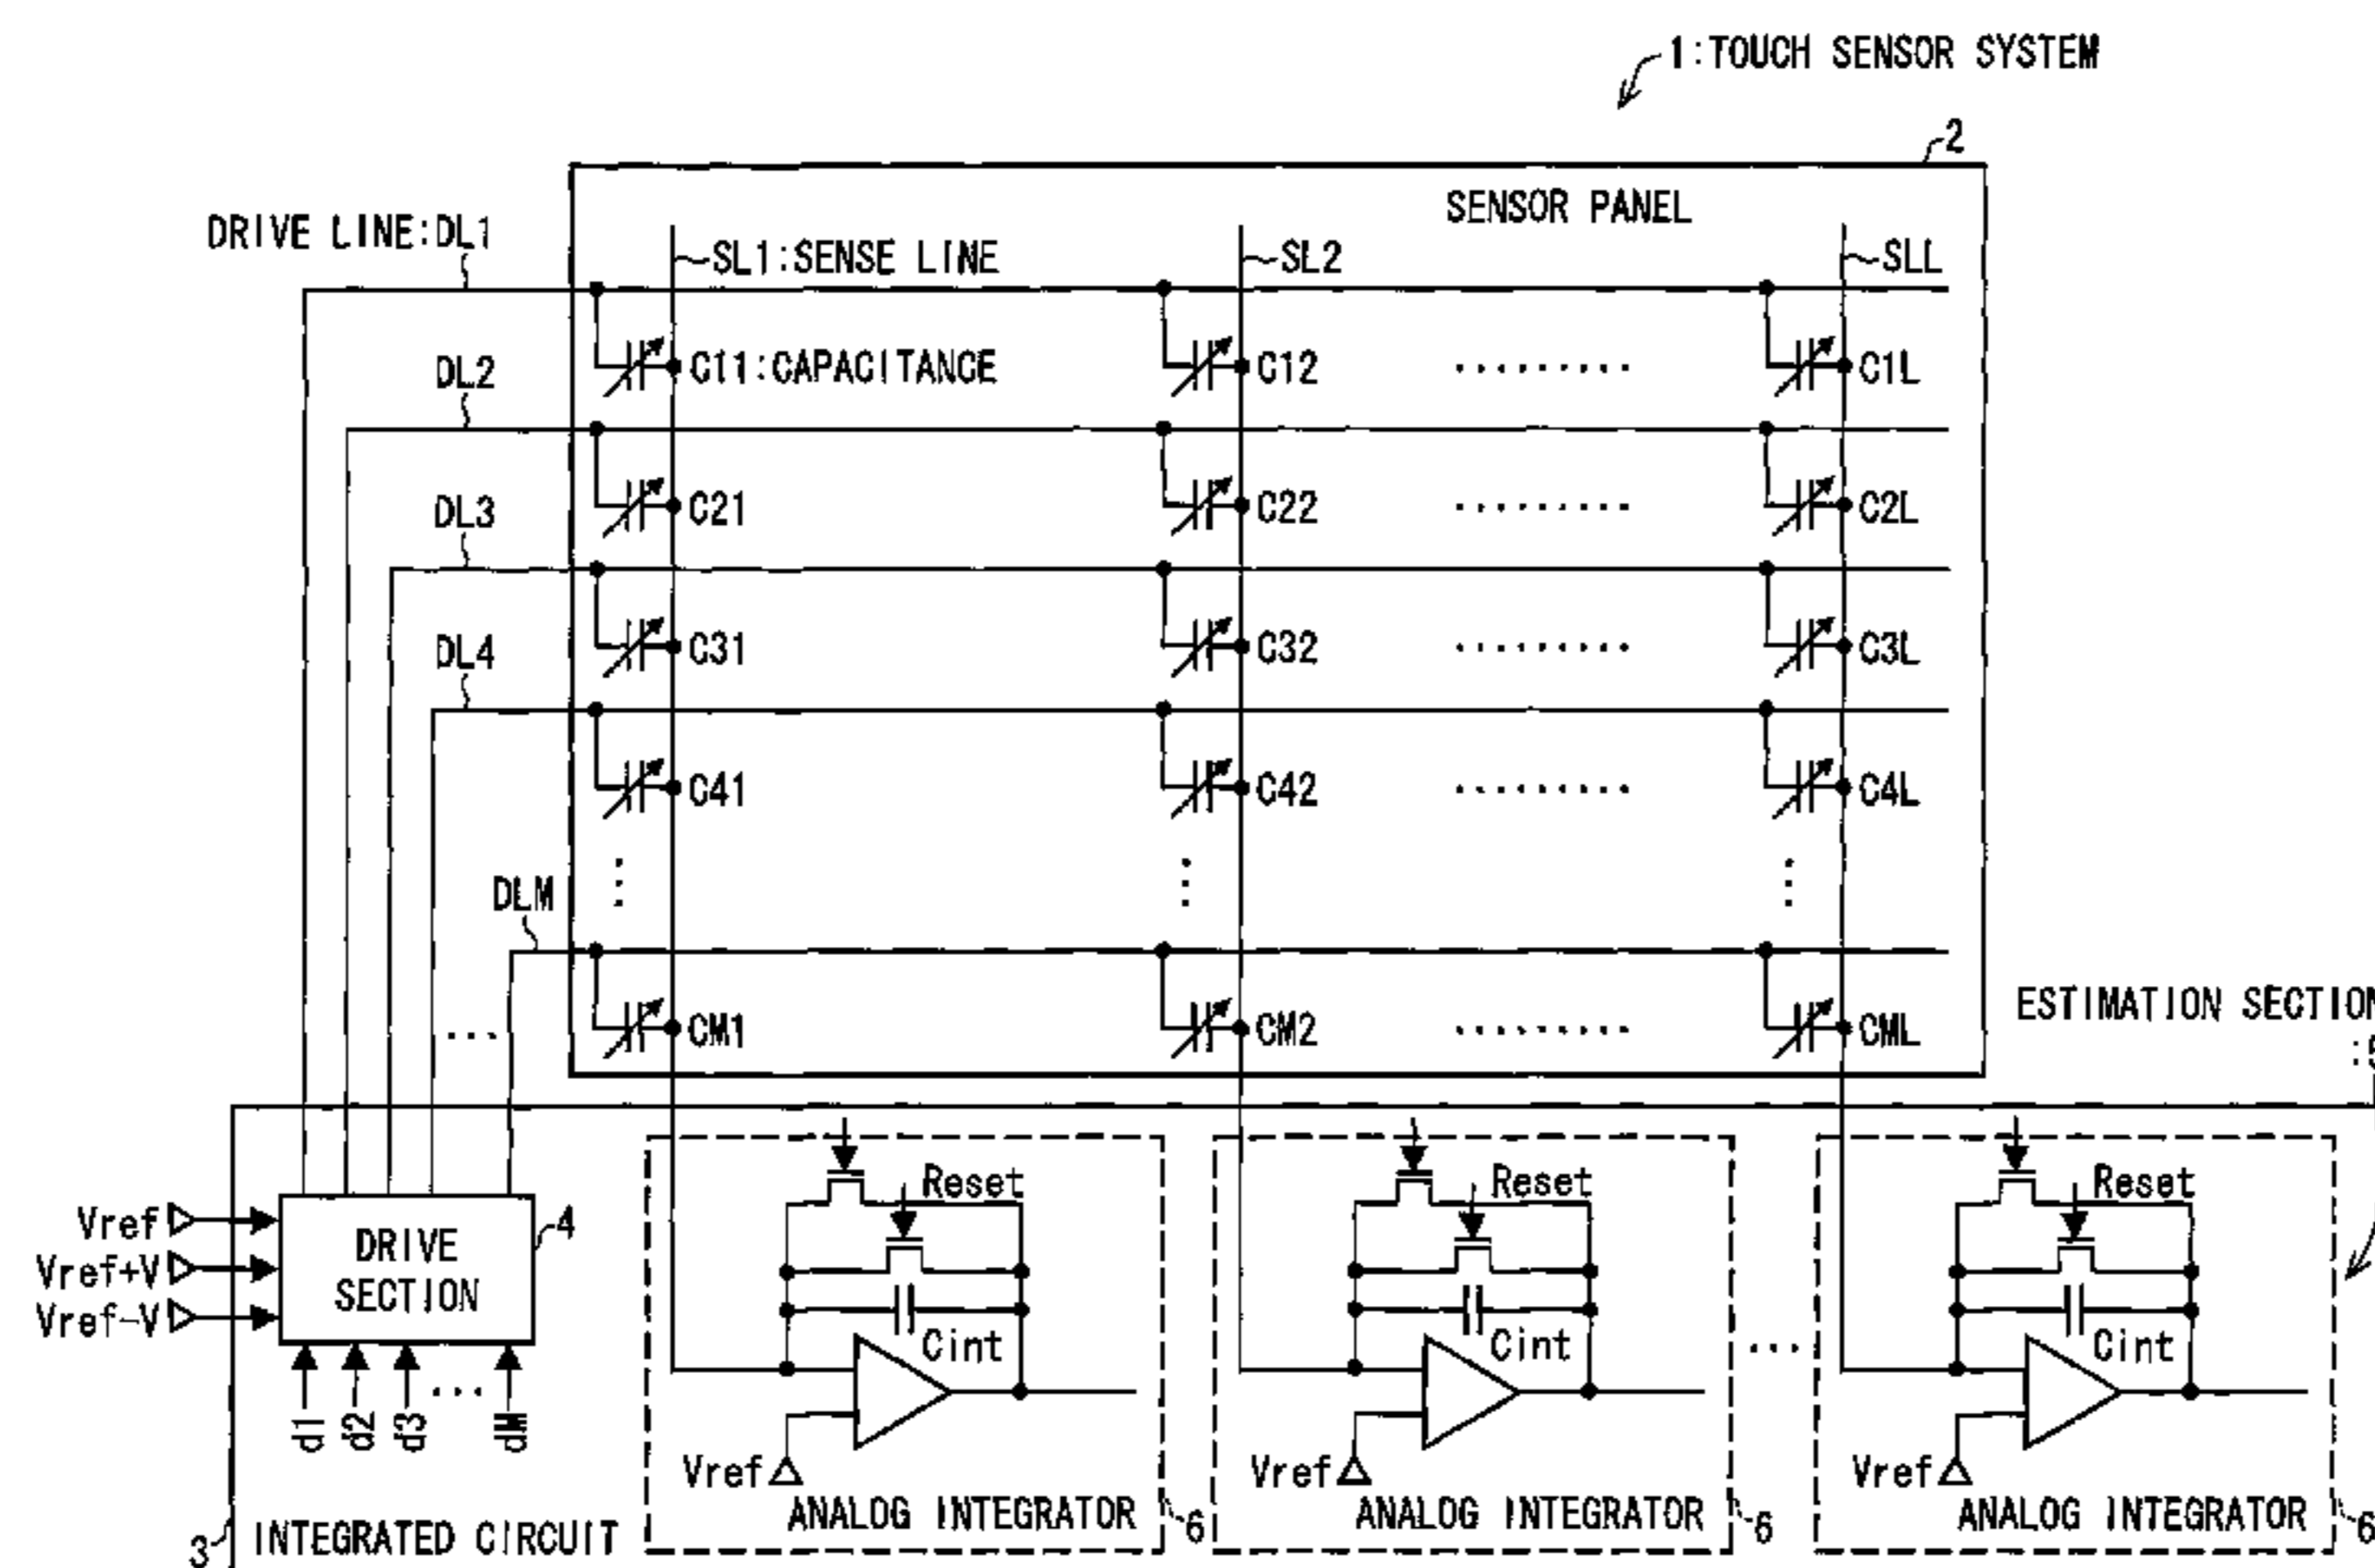 1:TOUCH SENSOR SYSTEM
2
SENSOR PANEL
DRIVE LINE:DL1
SL1:SENSE LINE
SL2
SLL
DL2
C11:CAPACITANCE
C12
.........
C1L
DL3
C21
C22
.........
C2L
DL4
C31
C32
.........
C3L
C41
C42
.........
C4L
DLM
...
CM1
CM2
.........
CML
ESTIMATION SECTION
:5
Reset
Reset
Reset
Vref
Vref+V
Vref-V
DRIVE
SECTION
4
Cint
Cint
...
Cint
d1
d2
d3
...
dM
Vref
Vref
Vref
ANALOG INTEGRATOR
6
ANALOG INTEGRATOR
6
ANALOG INTEGRATOR
6
3
INTEGRATED CIRCUIT